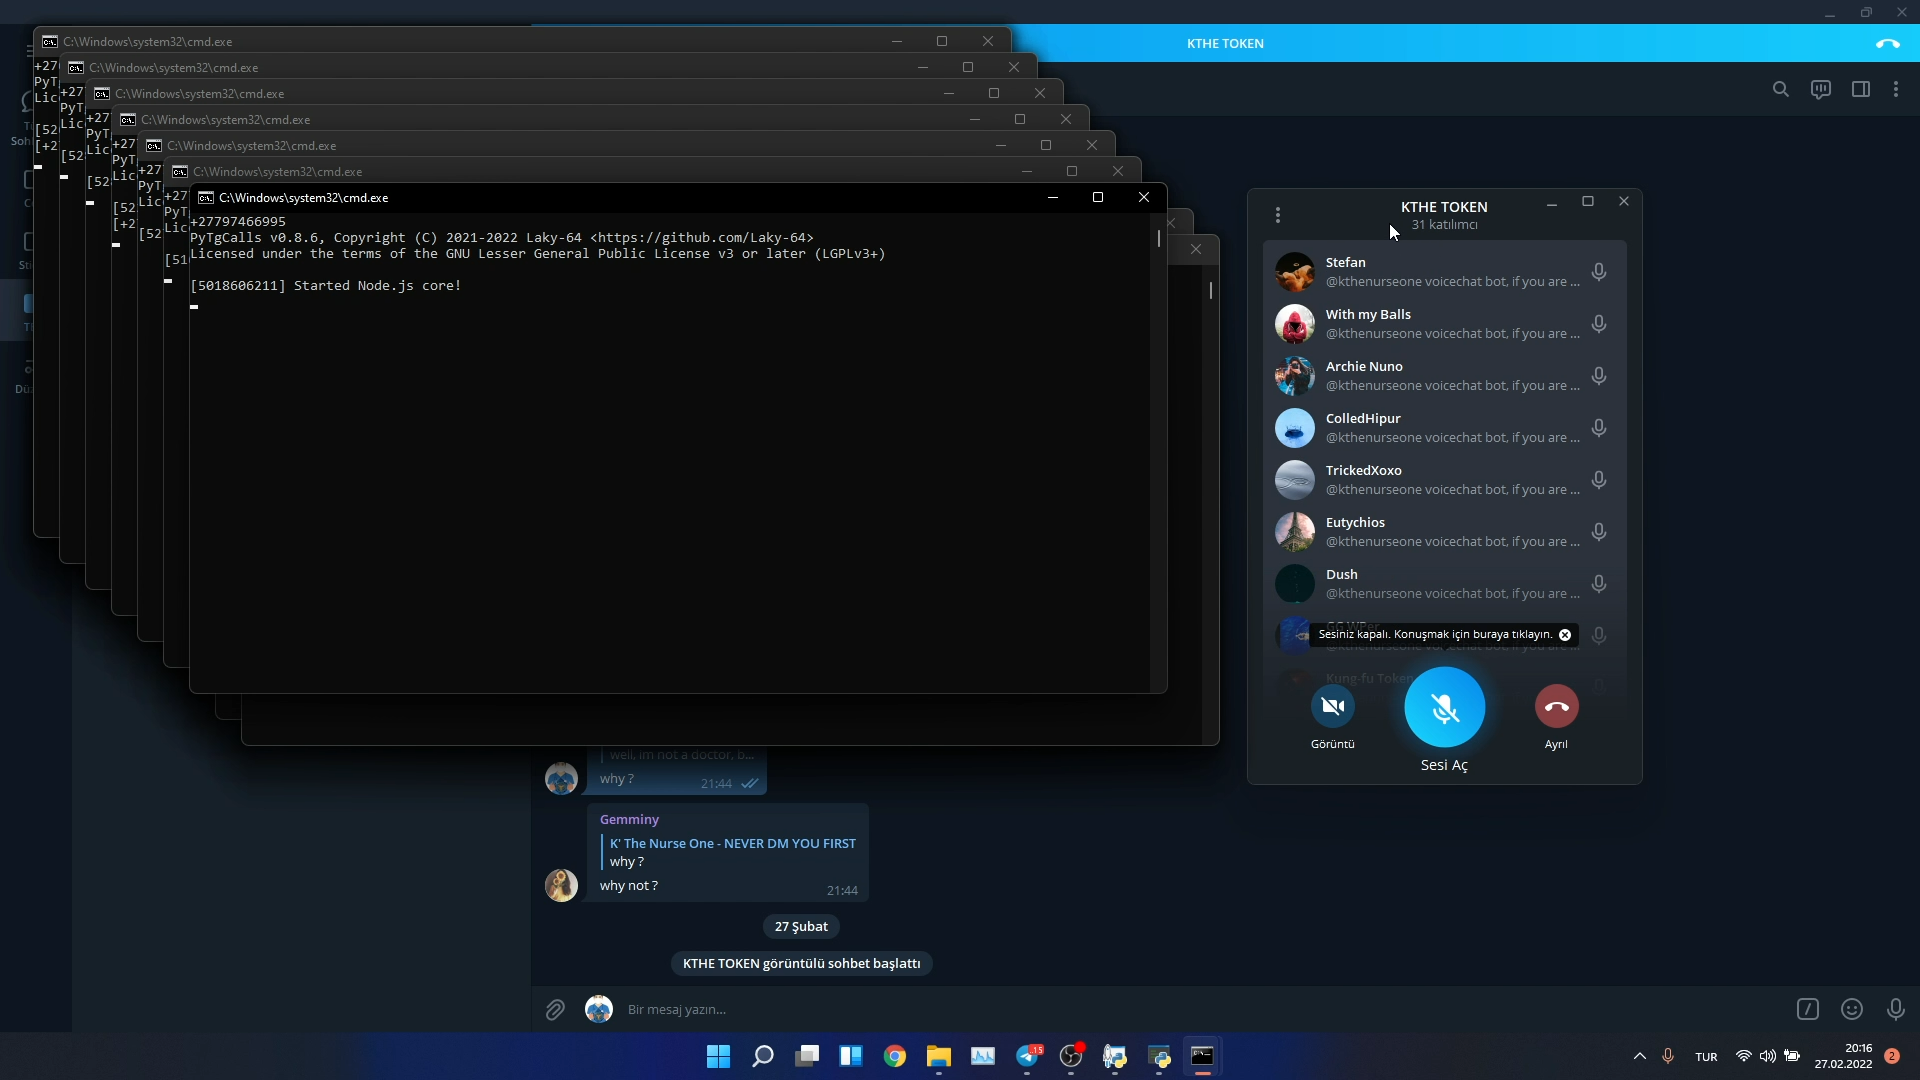 C:\Windows\system32\cmd.exe
C:\Windows\system32\cmd.exe
C:\Windows\system32\cmd.exe
C:\Windows\system32\cmd.exe
C:\Windows\system32\cmd.exe
C:\Windows\system32\cmd.exe
C:\Windows\system32\cmd.exe
+27797466995
PyTgCalls v0.8.6, Copyright (C) 2021-2022 Laky-64 <https://github.com/Laky-64>
Licensed under the terms of the GNU Lesser General Public License v3 or later (LGPLv3+)
[5018606211] Started Node.js core!
KTHE TOKEN
KTHE TOKEN
31 katılımcı
Stefan
@kthenurseone voicechat bot, if you are ...
With my Balls
@kthenurseone voicechat bot, if you are ...
Archie Nuno
@kthenurseone voicechat bot, if you are ...
ColledHipur
@kthenurseone voicechat bot, if you are ...
TrickedXoxo
@kthenurseone voicechat bot, if you are ...
Eutychios
@kthenurseone voicechat bot, if you are ...
Dush
@kthenurseone voicechat bot, if you are ...
GG WPer
Sesiniz kapalı. Konuşmak için buraya tıklayın.
Kung-fu Token
Görüntü
Sesi Aç
Ayrıl
well, im not a doctor, b...
why ?
21:44
Gemminy
K' The Nurse One - NEVER DM YOU FIRST
why ?
why not ?
21:44
27 Şubat
KTHE TOKEN görüntülü sohbet başlattı
Bir mesaj yazın...
15
TUR
20:16
27.02.2022
2